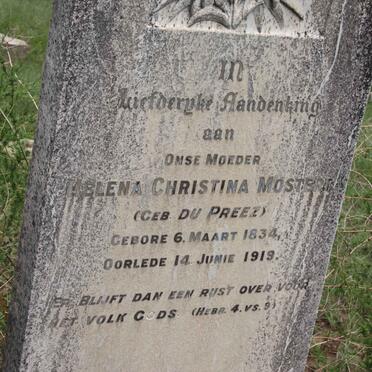 In
Liefderyke Aandenking
aan
ONSE MOEDER
HELENA CHRISTINA MOSTERT
(GEB. DU PREEZ)
GEBORE 6. MAART 1834,
OORLEDE 14 JUNIE 1919.
ER BLIJFT DAN EEN RUST OVER VOOR
HET VOLK GODS (HEBR. 4. VS. 9)